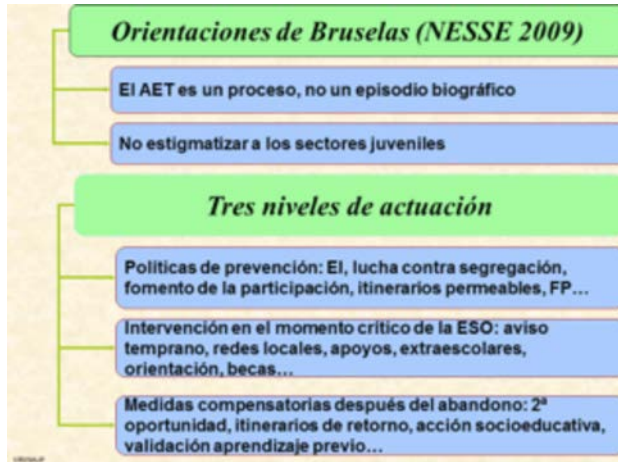 Orientaciones de Bruselas (NESSE 2009)
El AET es un proceso, no un episodio biográfico
No estigmatizar a los sectores juveniles
Tres niveles de actuación
Políticas de prevención: EI, lucha contra segregación,
fomento de la participación, itinerarios permeables, FP...
Intervención en el momento critico de la ESO: aviso
temprano, redes locales, apoyos, extraescolares,
orientación, becas...
Medidas compensatorias después del abandono: 2ª
oportunidad, itinerarios de retorno, acción socioeducativa,
validación aprendizaje previo...